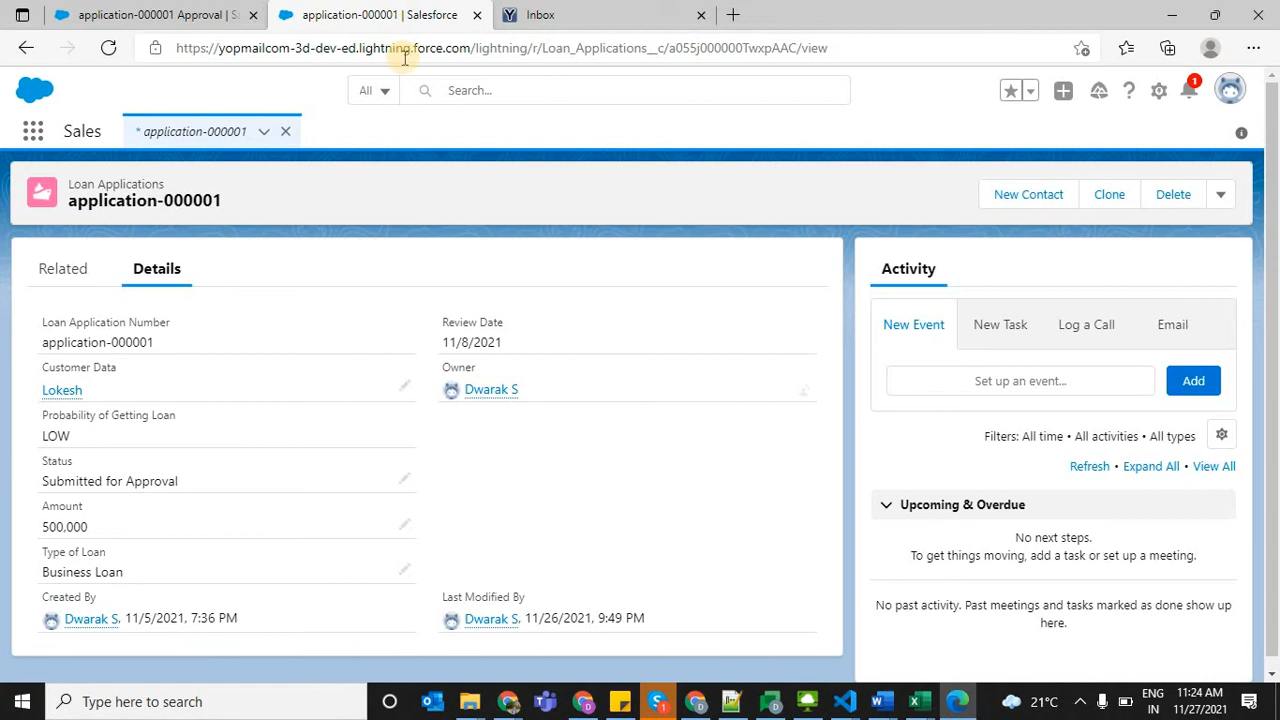 application-000001 Approval | Sa
application-000001 | Salesforce
Inbox
https://yopmailcom-3d-dev-ed.lightning.force.com/lightning/r/Loan_Applications__c/a055j000000TwxpAAC/view
All
Search...
1
Sales
* application-000001
Loan Applications
application-000001
New Contact
Clone
Delete
Related
Details
Activity
Loan Application Number
application-000001
Review Date
11/8/2021
Customer Data
Lokesh
Owner
Dwarak S
Probability of Getting Loan
LOW
Status
Submitted for Approval
Amount
500,000
Type of Loan
Business Loan
Created By
Dwarak S, 11/5/2021, 7:36 PM
Last Modified By
Dwarak S, 11/26/2021, 9:49 PM
New Event
New Task
Log a Call
Email
Set up an event...
Add
Filters: All time • All activities • All types
Refresh • Expand All • View All
Upcoming & Overdue
No next steps.
To get things moving, add a task or set up a meeting.
No past activity. Past meetings and tasks marked as done show up
here.
Type here to search
21°C
ENG
IN
11:24 AM
11/27/2021